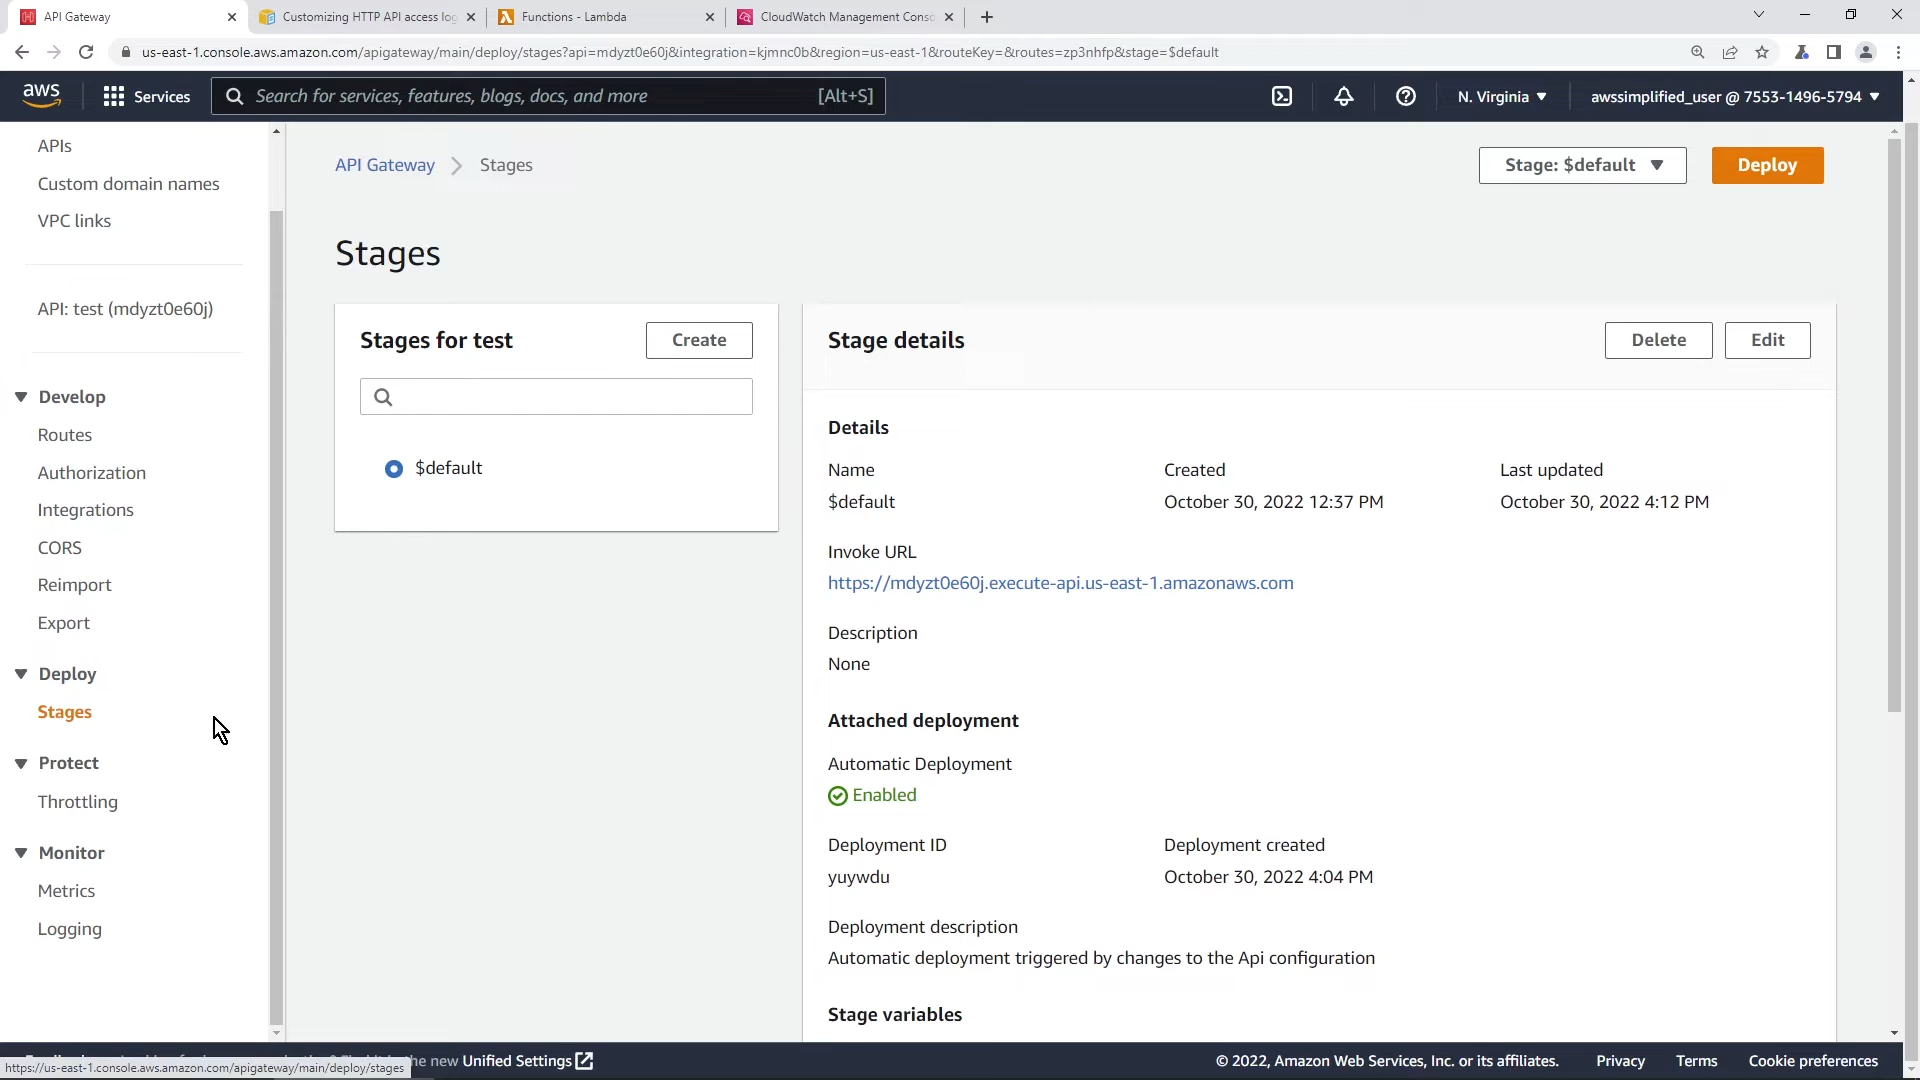 API Gateway
Customizing HTTP API access log
Functions - Lambda
CloudWatch Management Conso
us-east-1.console.aws.amazon.com/apigateway/main/deploy/stages?api=mdyzt0e60j&integration=kjmnc0b&region=us-east-1&routeKey=&routes=zp3nhfp&stage=$default
aws
Services
Search for services, features, blogs, docs, and more
[Alt+S]
N. Virginia
awssimplified_user @ 7553-1496-5794
APIs
Custom domain names
VPC links
API: test (mdyzt0e60j)
Develop
Routes
Authorization
Integrations
CORS
Reimport
Export
Deploy
Stages
Protect
Throttling
Monitor
Metrics
Logging
API Gateway
Stages
Stage: $default
Deploy
Stages
Stages for test
Create
$default
Stage details
Delete
Edit
Details
Name
$default
Created
October 30, 2022 12:37 PM
Last updated
October 30, 2022 4:12 PM
Invoke URL
https://mdyzt0e60j.execute-api.us-east-1.amazonaws.com
Description
None
Attached deployment
Automatic Deployment
Enabled
Deployment ID
yuywdu
Deployment created
October 30, 2022 4:04 PM
Deployment description
Automatic deployment triggered by changes to the Api configuration
Stage variables
the new Unified Settings
© 2022, Amazon Web Services, Inc. or its affiliates.
Privacy
Terms
Cookie preferences
https://us-east-1.console.aws.amazon.com/apigateway/main/deploy/stages